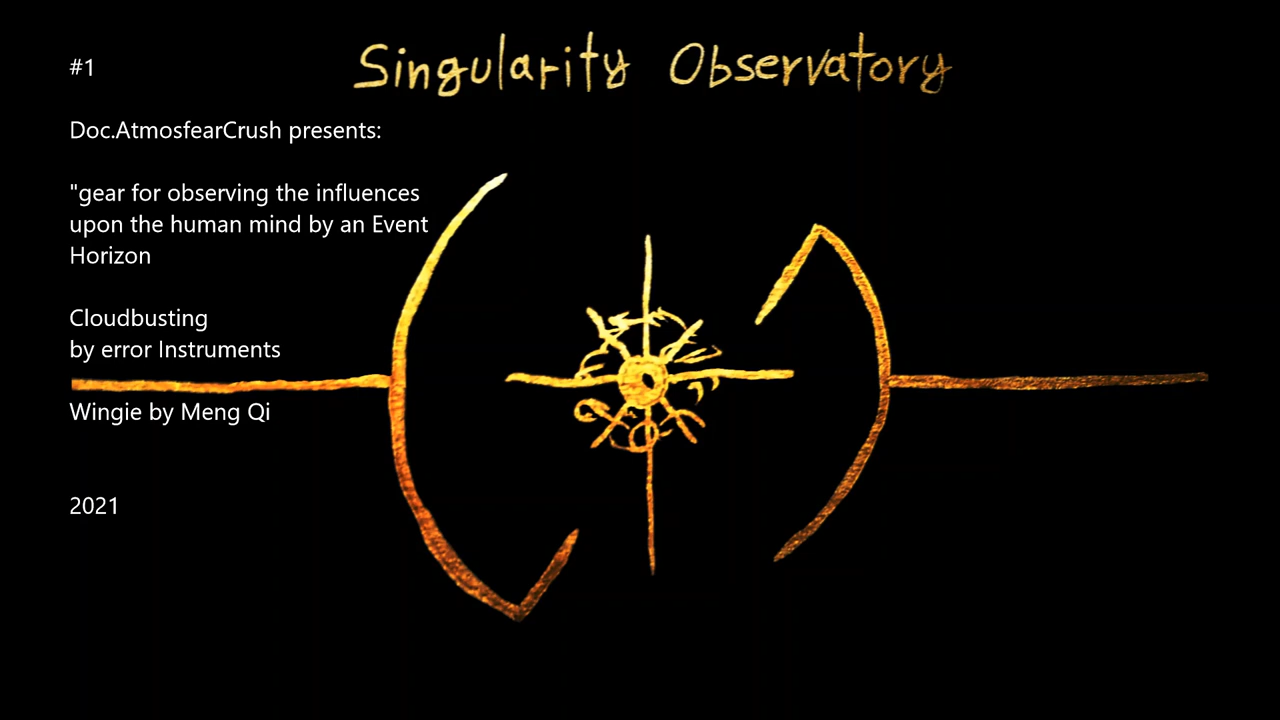 Singularity Observatory
#1
Doc.AtmosfearCrush presents:
"gear for observing the influences
upon the human mind by an Event
Horizon
Cloudbusting
by error Instruments
Wingie by Meng Qi
2021